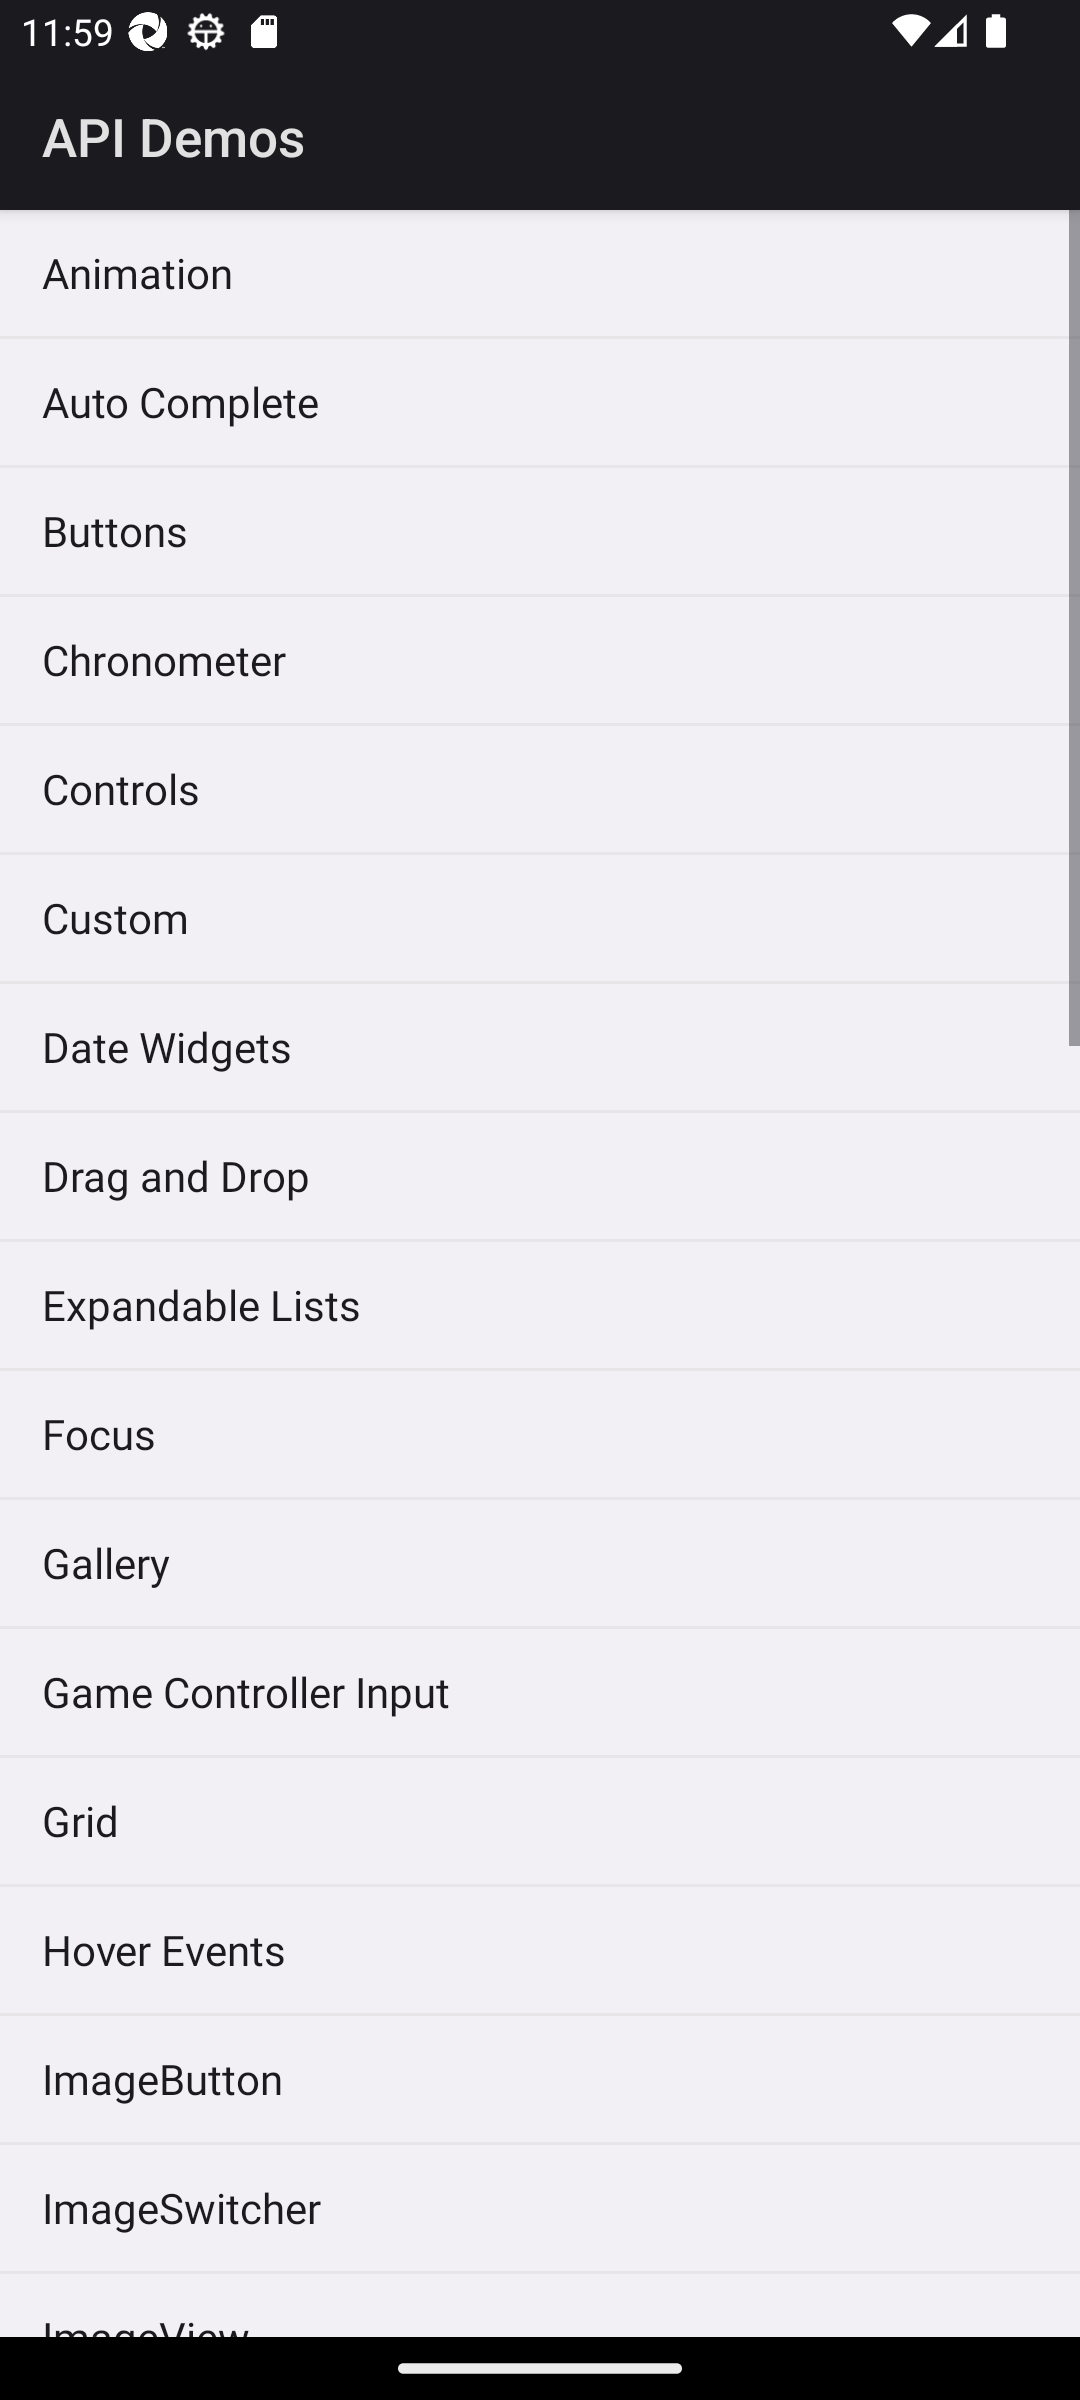 11:59
API Demos
Animation
Auto Complete
Buttons
Chronometer
Controls
Custom
Date Widgets
Drag and Drop
Expandable Lists
Focus
Gallery
Game Controller Input
Grid
Hover Events
ImageButton
ImageSwitcher
ImageView